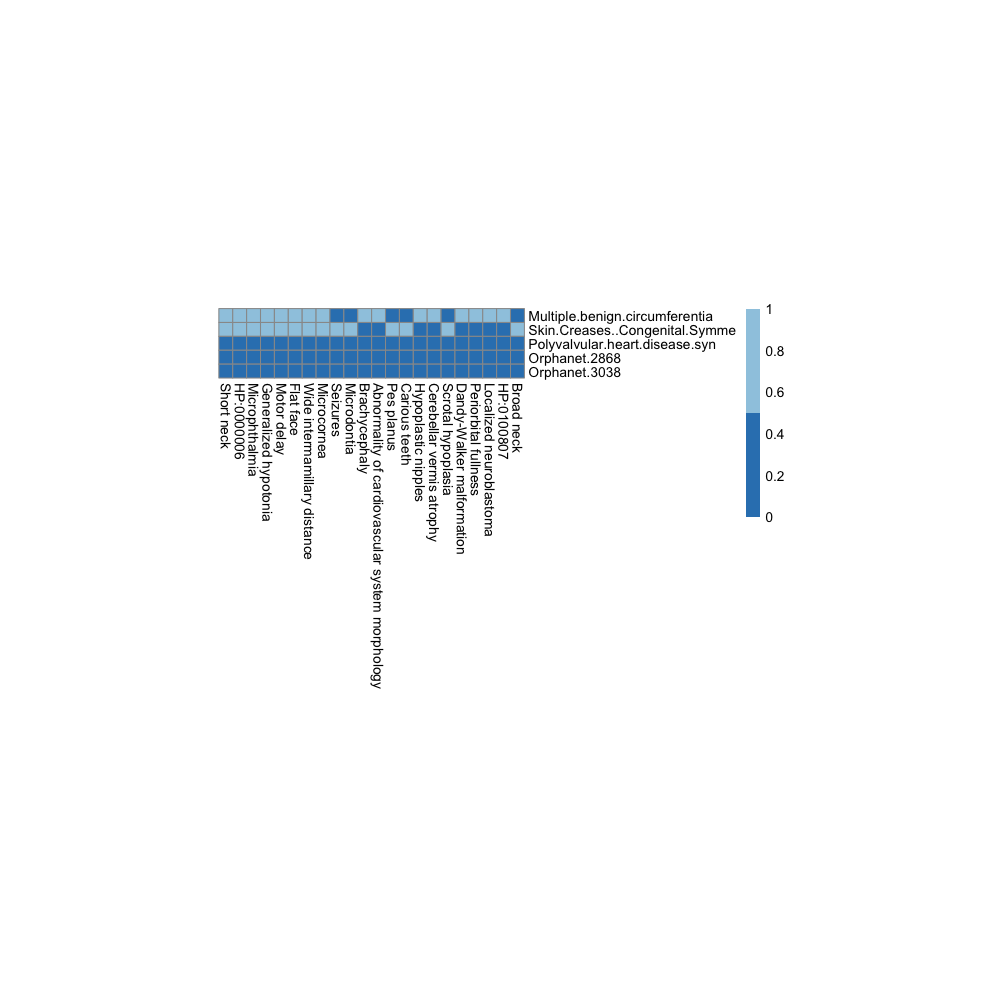 Multiple.benign.circumferentia
Skin.Creases..Congenital.Symme
Polyvalvular.heart.disease.syn
Orphanet.2868
Orphanet.3038
Short neck
HP:0000006
Microphthalmia
Generalized hypotonia
Motor delay
Flat face
Wide intermamillary distance
Microcornea
Seizures
Microdontia
Brachycephaly
Abnormality of cardiovascular system morphology
Pes planus
Carious teeth
Hypoplastic nipples
Cerebellar vermis atrophy
Scrotal hypoplasia
Dandy-Walker malformation
Periorbital fullness
Localized neuroblastoma
HP:0100807
Broad neck
1
0.8
0.6
0.4
0.2
0